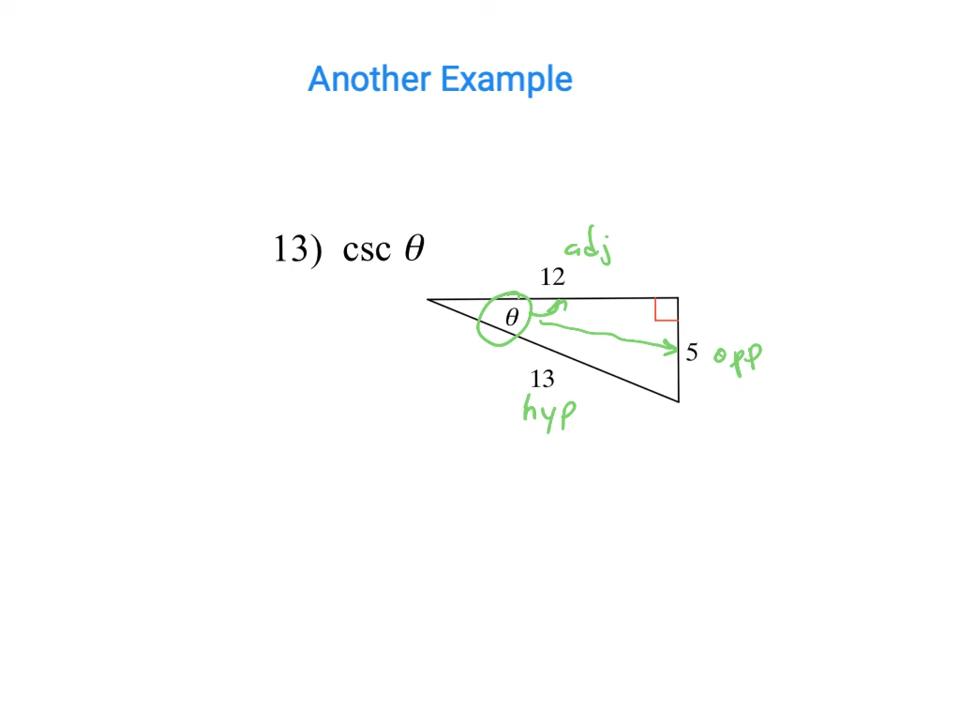 Another Example
13) csc θ
adj
12
θ
5 opp
13
hyp